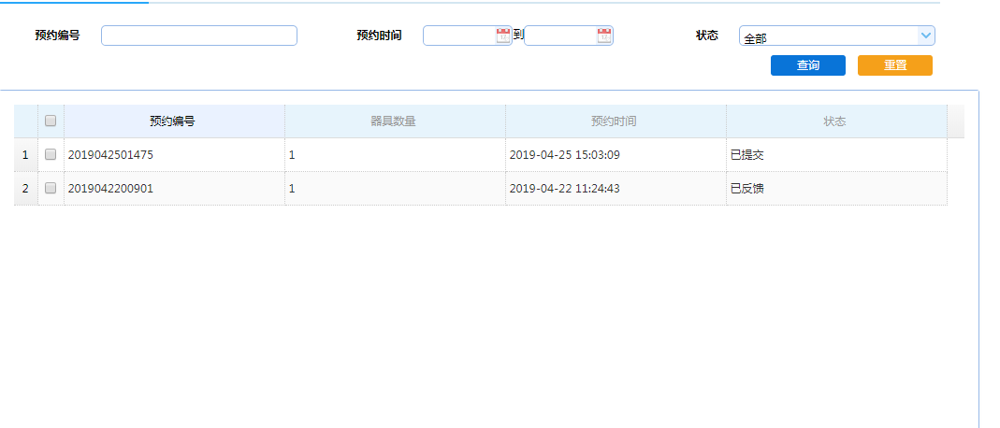 预约编号 预约时间 到 状态 全部
查询 重置
预约编号 器具数量 预约时间 状态
1 2019042501475 1 2019-04-25 15:03:09 已提交
2 2019042200901 1 2019-04-22 11:24:43 已反馈